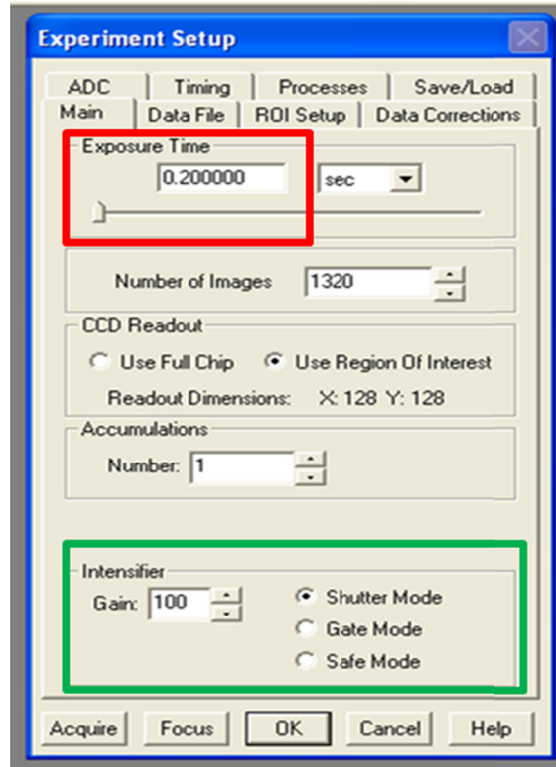 Experiment Setup
ADC Timing Processes Save/Load
Main Data File ROI Setup Data Corrections
Exposure Time
0.200000 sec
Number of Images 1320
CCD Readout
Use Full Chip Use Region Of Interest
Readout Dimensions: X: 128 Y: 128
Accumulations
Number: 1
Intensifier
Gain: 100 Shutter Mode
Gate Mode
Safe Mode
Acquire Focus OK Cancel Help